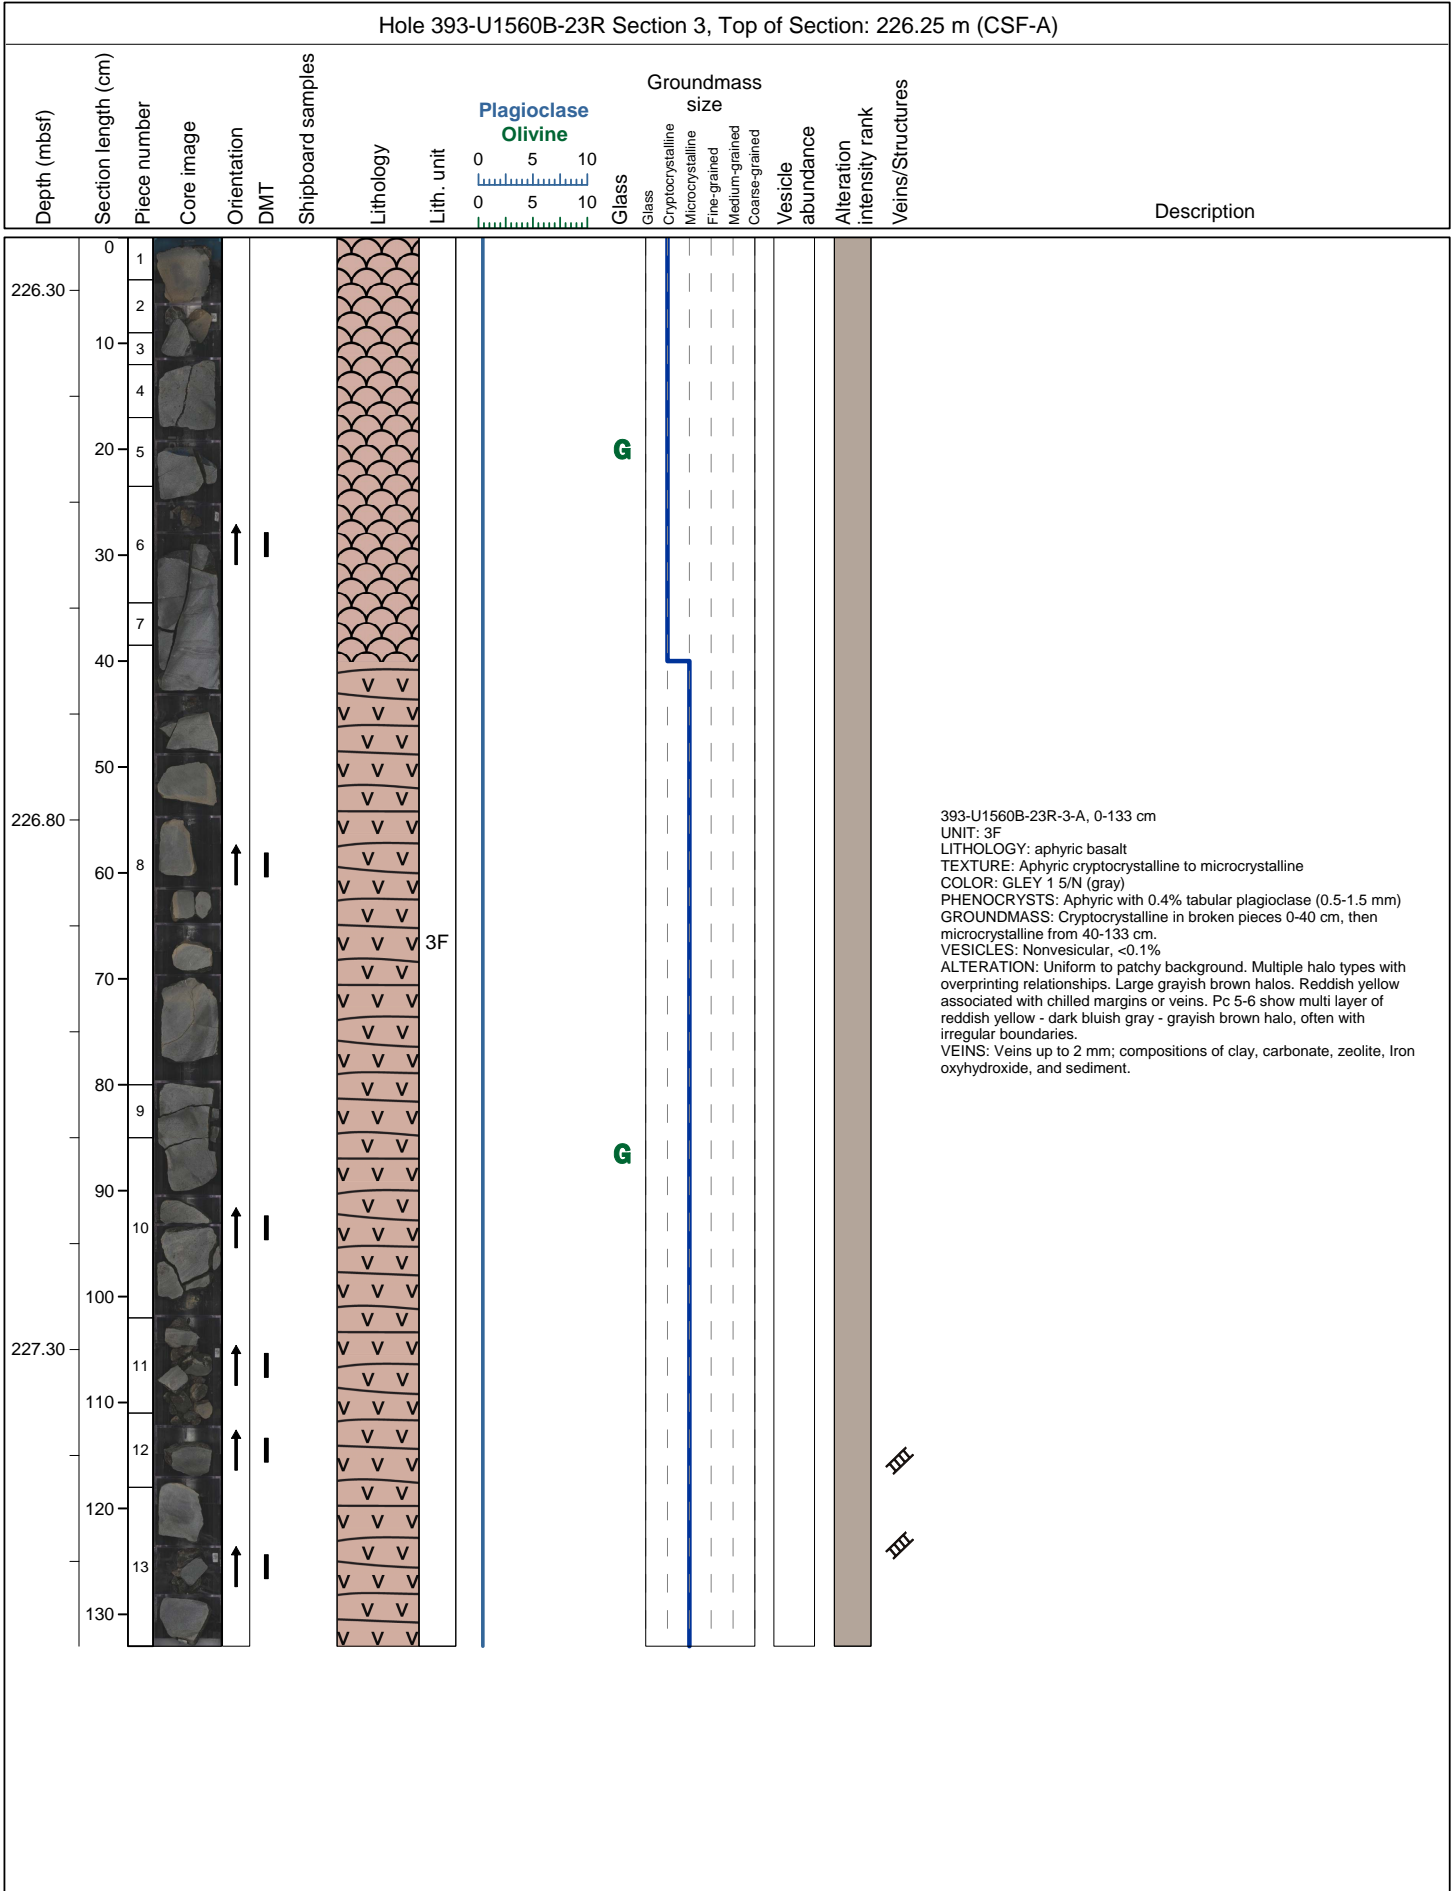 Hole 393-U1560B-23R Section 3, Top of Section: 226.25 m (CSF-A)
Depth (mbsf)
Section length (cm)
Piece number
Core image
Orientation
DMT
Shipboard samples
Lithology
Lith. unit
Plagioclase
Olivine
0 5 10
0 5 10
Glass
Groundmass
size
Glass
Cryptocrystalline
Microcrystalline
Fine-grained
Medium-grained
Coarse-grained
Vesicle
abundance
Alteration
intensity rank
Veins/Structures
Description
226.30
226.80
227.30
0
10
20
30
40
50
60
70
80
90
100
110
120
130
1
2
3
4
5
6
7
8
9
10
11
12
13
3F
G
G
393-U1560B-23R-3-A, 0-133 cm
UNIT: 3F
LITHOLOGY: aphyric basalt
TEXTURE: Aphyric cryptocrystalline to microcrystalline
COLOR: GLEY 1 5/N (gray)
PHENOCRYSTS: Aphyric with 0.4% tabular plagioclase (0.5-1.5 mm)
GROUNDMASS: Cryptocrystalline in broken pieces 0-40 cm, then
microcrystalline from 40-133 cm.
VESICLES: Nonvesicular, <0.1%
ALTERATION: Uniform to patchy background. Multiple halo types with
overprinting relationships. Large grayish brown halos. Reddish yellow
associated with chilled margins or veins. Pc 5-6 show multi layer of
reddish yellow - dark bluish gray - grayish brown halo, often with
irregular boundaries.
VEINS: Veins up to 2 mm; compositions of clay, carbonate, zeolite, Iron
oxyhydroxide, and sediment.